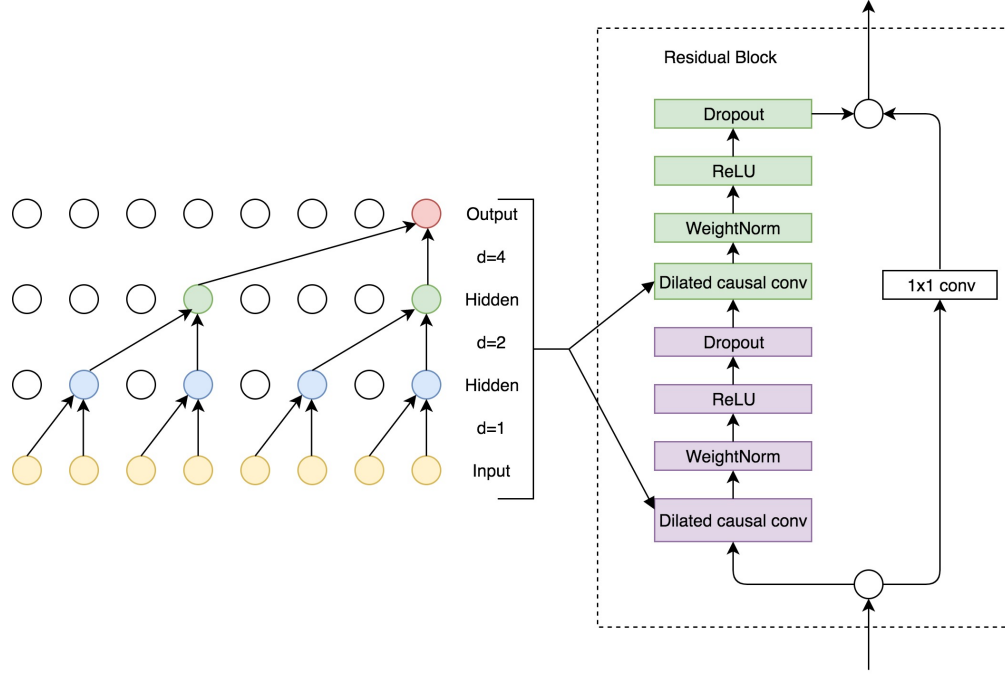 Output
d=4
Hidden
d=2
Hidden
d=1
Input
Residual Block
Dropout
ReLU
WeightNorm
Dilated causal conv
Dropout
ReLU
WeightNorm
Dilated causal conv
1x1 conv